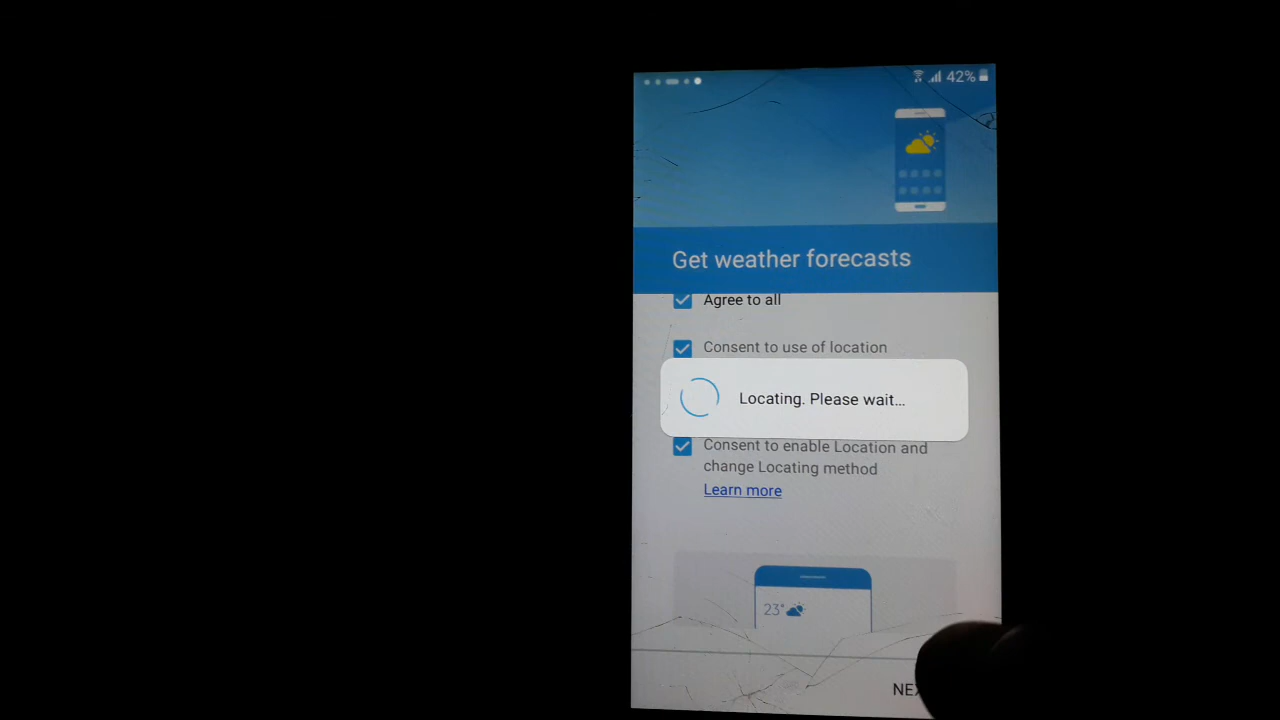 42%
Get weather forecasts
Agree to all
Consent to use of location
Locating. Please wait...
Consent to enable Location and
change Locating method
Learn more
23°